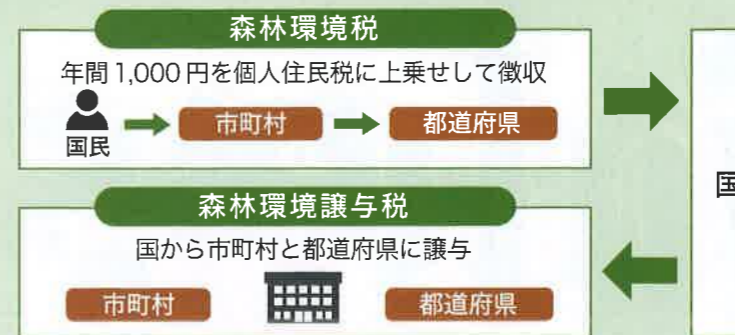 森林環境税
年間1,000円を個人住民税に上乗せして徴収
国民
市町村
都道府県
国
森林環境譲与税
国から市町村と都道府県に譲与
市町村
都道府県